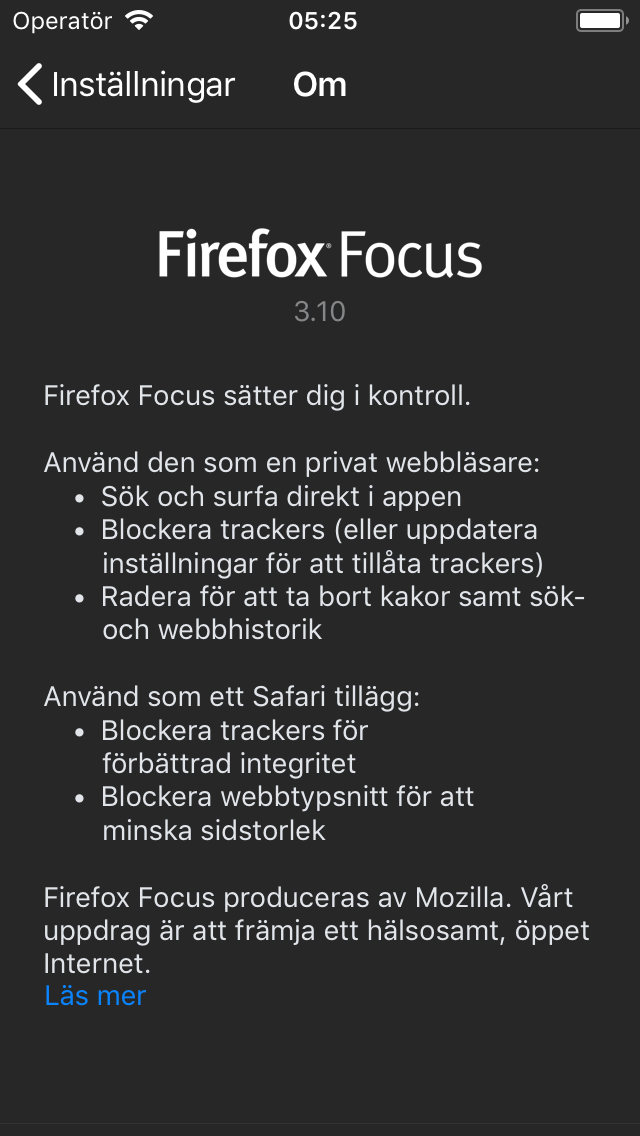 Operatör 05:25
Inställningar Om
Firefox® Focus
3.10
Firefox Focus sätter dig i kontroll.
Använd den som en privat webbläsare:
• Sök och surfa direkt i appen
• Blockera trackers (eller uppdatera
inställningar för att tillåta trackers)
• Radera för att ta bort kakor samt sök-
och webbhistorik
Använd som ett Safari tillägg:
• Blockera trackers för
förbättrad integritet
• Blockera webbtypsnitt för att
minska sidstorlek
Firefox Focus produceras av Mozilla. Vårt
uppdrag är att främja ett hälsosamt, öppet
Internet.
Läs mer